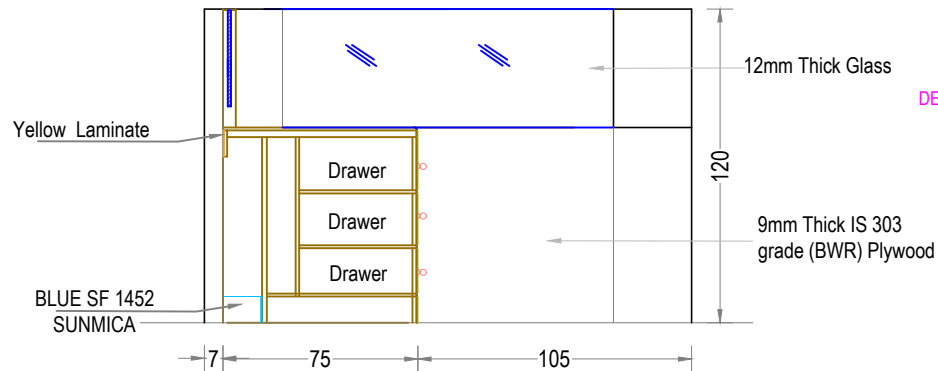 12mm Thick Glass
DE
Yellow Laminate
Drawer
120
Drawer
9mm Thick IS 303
grade (BWR) Plywood
Drawer
BLUE SF 1452
SUNMICA
7
75
105